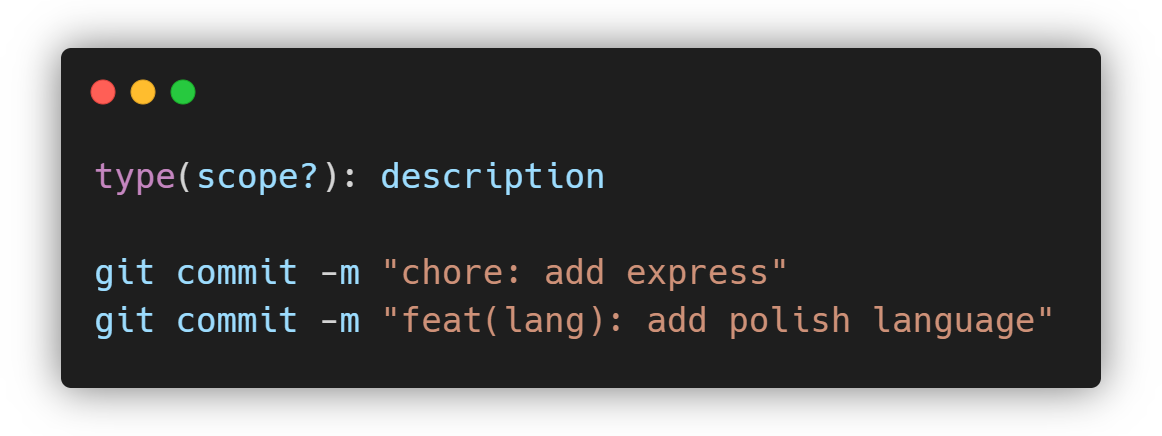 type(scope?): description
git commit -m "chore: add express"
git commit -m "feat(lang): add polish language"